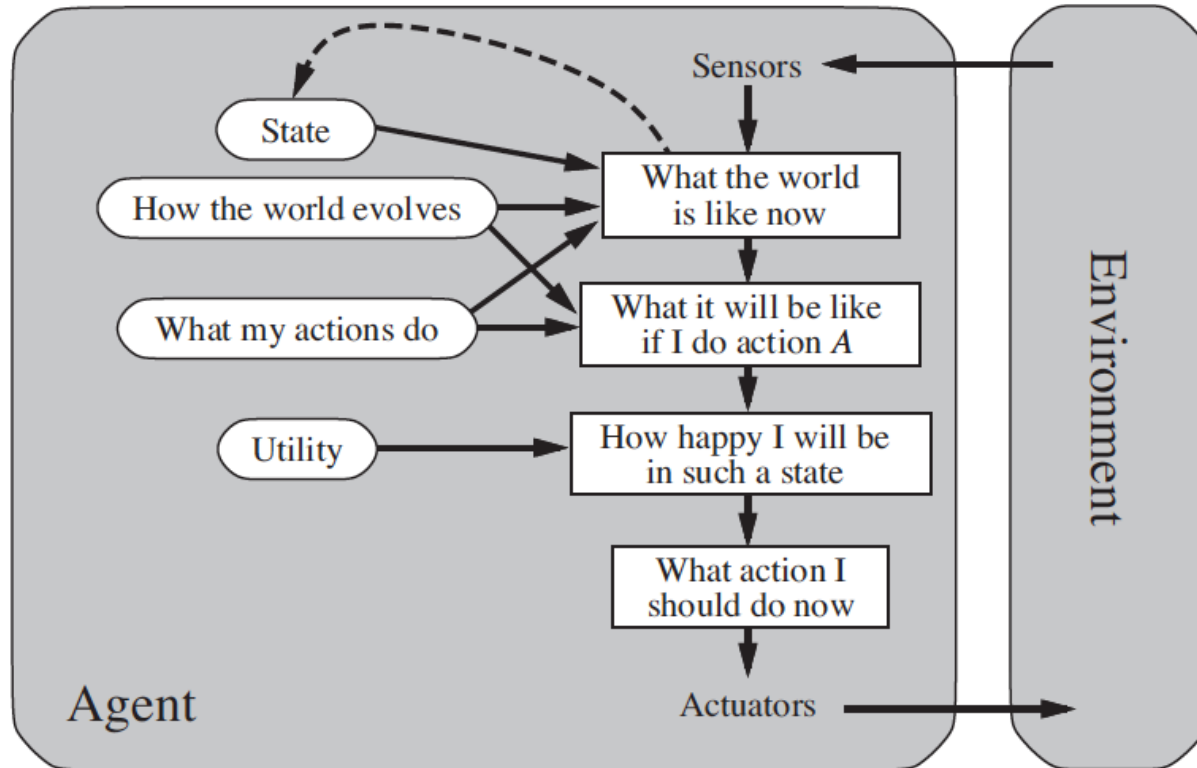 Sensors
State
What the world
is like now
How the world evolves
What it will be like
if I do action A
What my actions do
How happy I will be
in such a state
Utility
What action I
should do now
Actuators
Agent
Environment